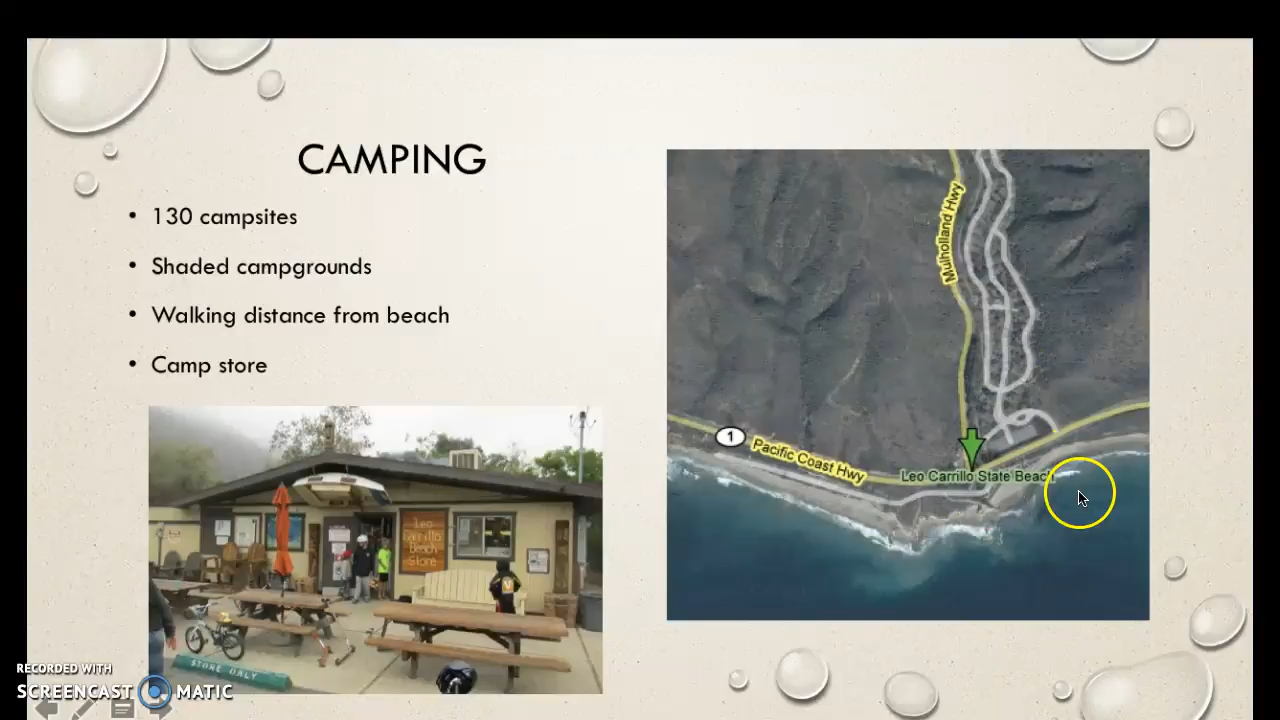 CAMPING
• 130 campsites
• Shaded campgrounds
• Walking distance from beach
• Camp store
Mulholland Hwy
1
Pacific Coast Hwy
Leo Carrillo State Beach
Leo
Carrillo
Beach
Store
STORE ONLY
RECORDED WITH
SCREENCAST MATIC